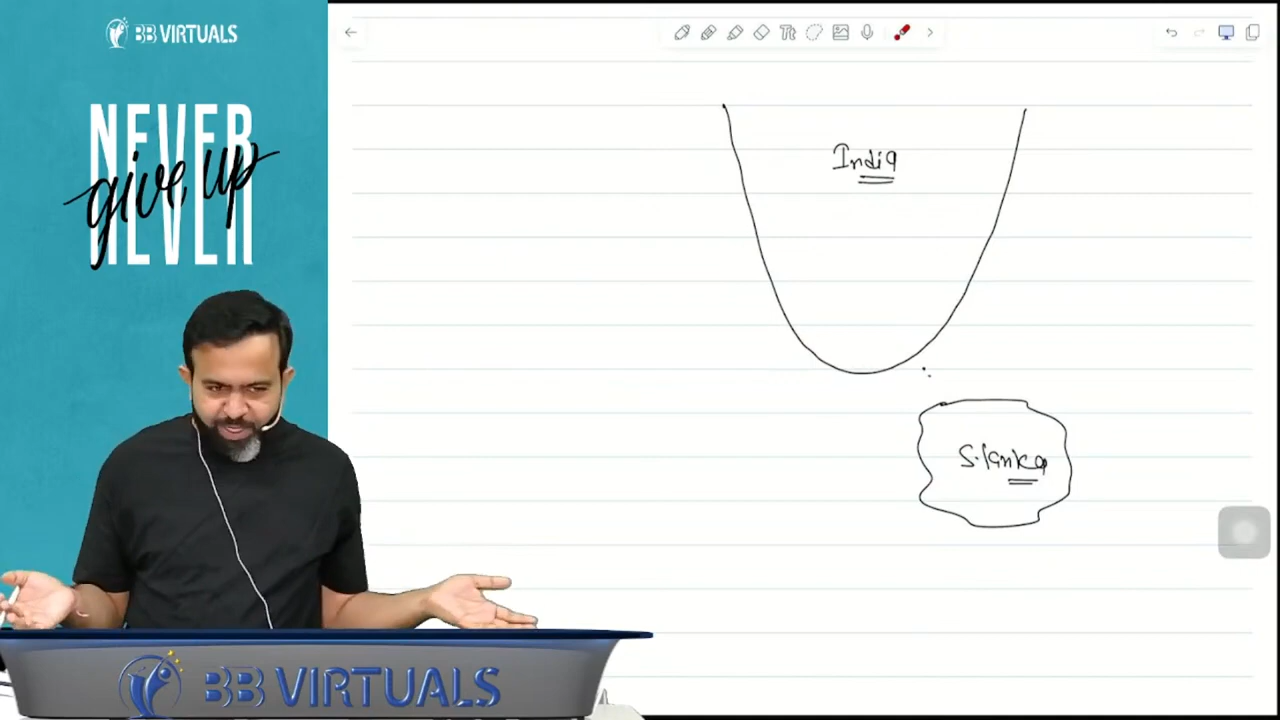 BB VIRTUALS
NEVER
give up
NEVER
India
S.lanka
BB VIRTUALS